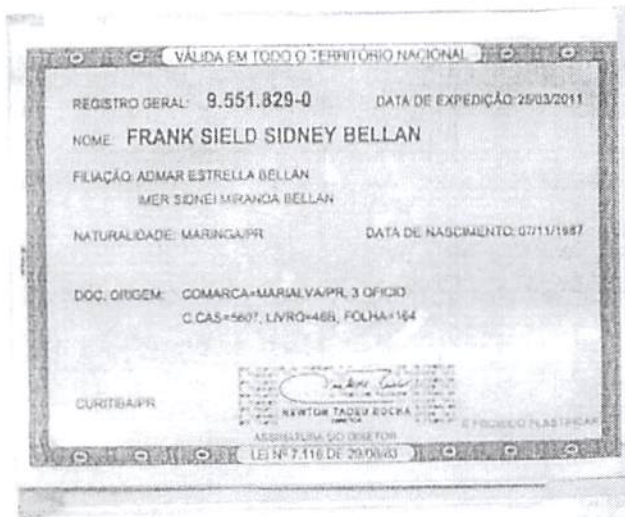 VÁLIDA EM TODO O TERRITÓRIO NACIONAL
REGISTRO GERAL: 9.551.829-0 DATA DE EXPEDIÇÃO: 25/03/2011
NOME: FRANK SIELD SIDNEY BELLAN
FILIAÇÃO: ADMAR ESTRELLA BELLAN
IMER SIDNEI MIRANDA BELLAN
NATURALIDADE: MARINGA/PR DATA DE NASCIMENTO: 07/11/1987
DOC. ORIGEM: COMARCA=MARIALVA/PR, 3 OFICIO
C.CAS=5607, LIVRO=46B, FOLHA=164
CURITIBA/PR
NEWTON TADEU ROCHA
ASSINATURA DO DIRETOR
É PROIBIDO PLASTIFICAR
LEI Nº 7.116 DE 29/08/83